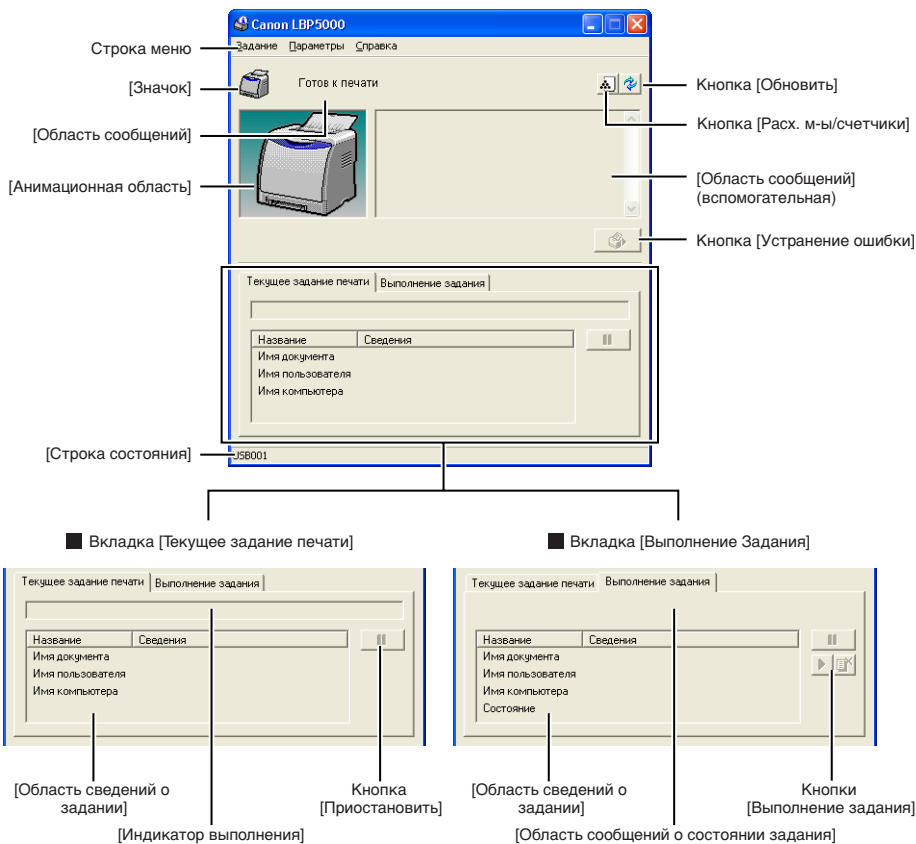 Canon LBP5000
Строка меню
Задание Параметры Справка
[Значок]
Готов к печати
Кнопка [Обновить]
[Область сообщений]
Кнопка [Расх. м-ы/счетчики]
[Анимационная область]
[Область сообщений]
(вспомогательная)
Кнопка [Устранение ошибки]
Текущее задание печати Выполнение задания
Название Сведения
Имя документа
Имя пользователя
Имя компьютера
[Строка состояния]
USB001
Вкладка [Текущее задание печати]
Текущее задание печати Выполнение задания
Название Сведения
Имя документа
Имя пользователя
Имя компьютера
[Область сведений о
задании]
Кнопка
[Приостановить]
[Индикатор выполнения]
Вкладка [Выполнение Задания]
Текущее задание печати Выполнение задания
Название Сведения
Имя документа
Имя пользователя
Имя компьютера
Состояние
[Область сведений о
задании]
Кнопки
[Выполнение задания]
[Область сообщений о состоянии задания]